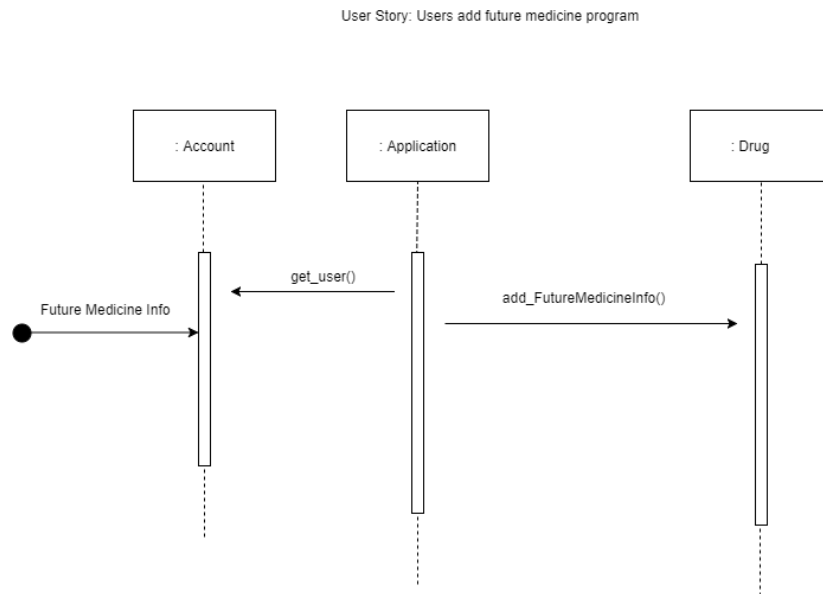 User Story: Users add future medicine program
: Account
: Application
: Drug
get_user()
add_FutureMedicineInfo()
Future Medicine Info